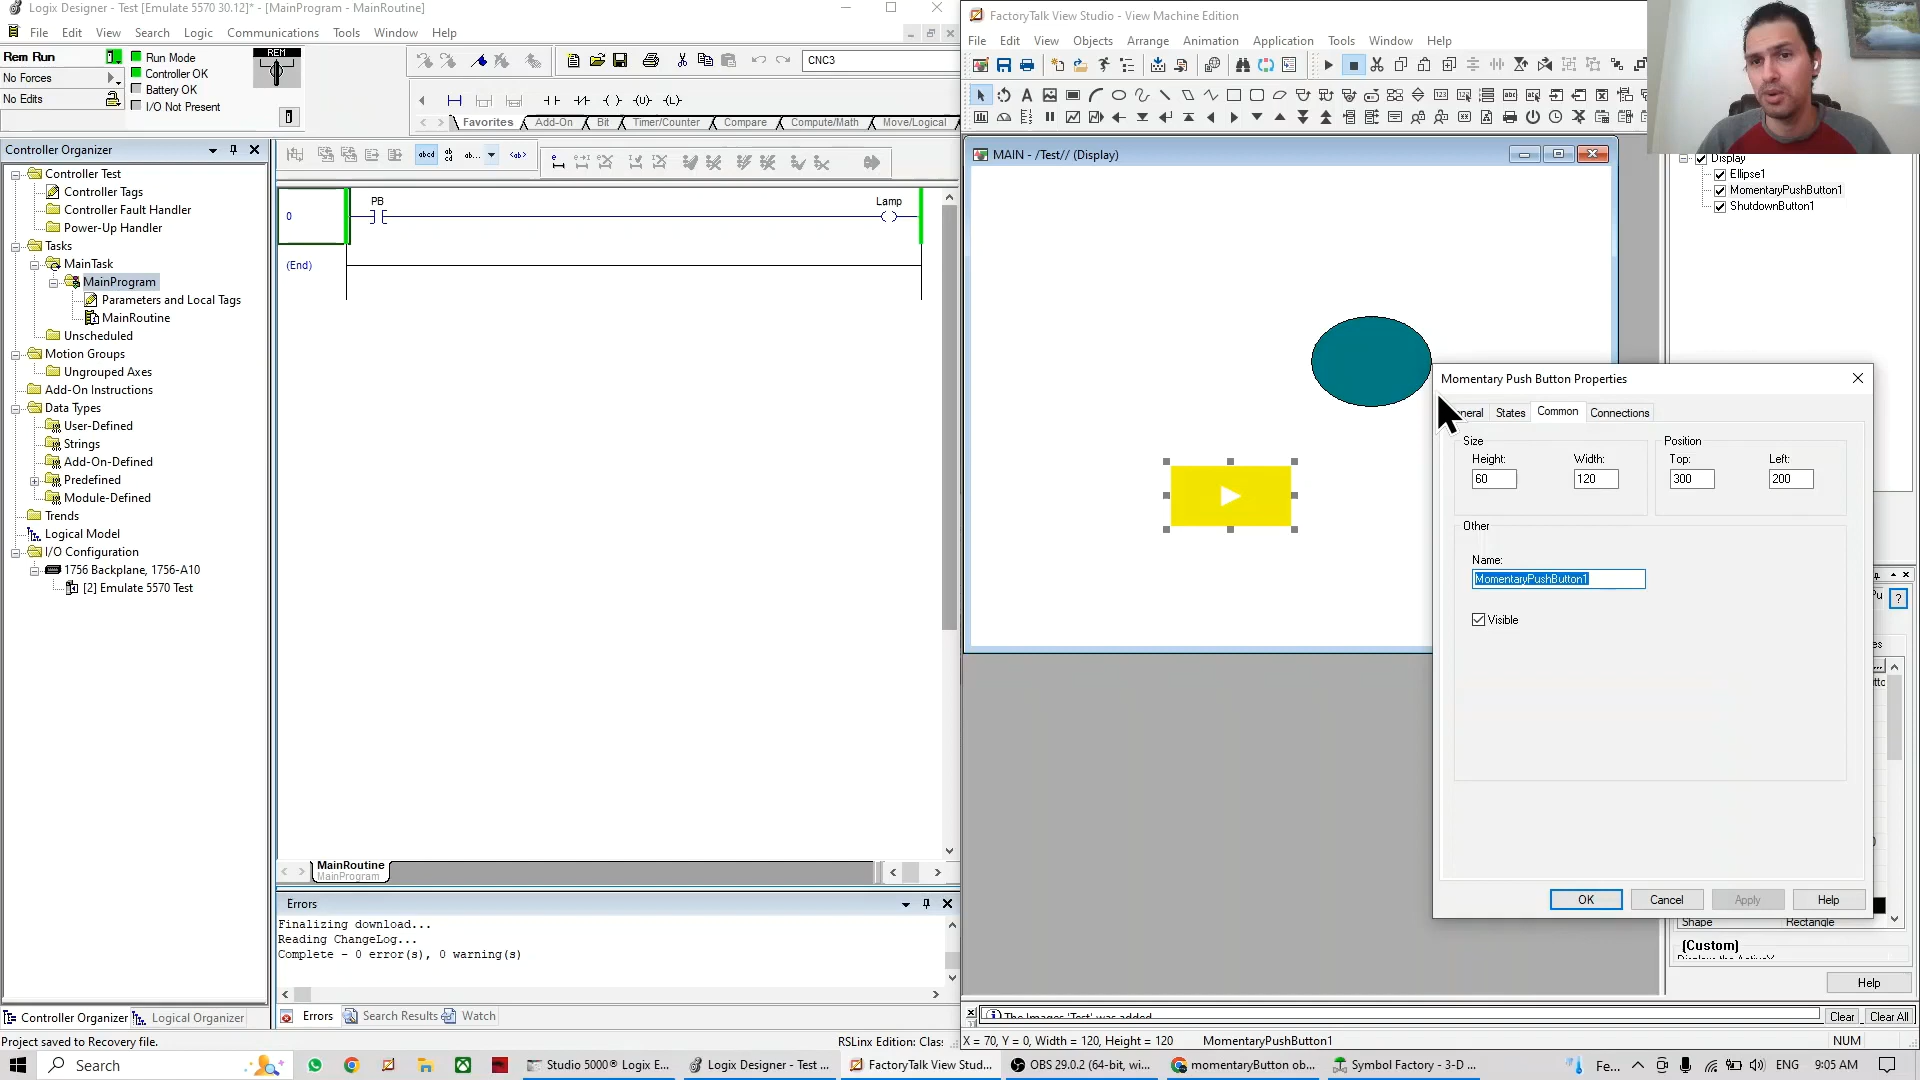 Logix Designer - Test [Emulate 5570 30.12]* - [MainProgram - MainRoutine]
File Edit View Search Logic Communications Tools Window Help
Rem Run
No Forces
No Edits
Run Mode
Controller OK
Battery OK
I/O Not Present
REM
CNC3
Favorites Add-On Bit Timer/Counter Compare Compute/Math Move/Logical
Controller Organizer
Controller Test
Controller Tags
Controller Fault Handler
Power-Up Handler
Tasks
MainTask
MainProgram
Parameters and Local Tags
MainRoutine
Unscheduled
Motion Groups
Ungrouped Axes
Add-On Instructions
Data Types
User-Defined
Strings
Add-On-Defined
Predefined
Module-Defined
Trends
Logical Model
I/O Configuration
1756 Backplane, 1756-A10
[2] Emulate 5570 Test
Controller Organizer Logical Organizer
0
PB
Lamp
(End)
MainRoutine
MainProgram
Errors
Finalizing download...
Reading ChangeLog...
Complete - 0 error(s), 0 warning(s)
Errors Search Results Watch
Project saved to Recovery file.
RSLinx Edition: Clas
FactoryTalk View Studio - View Machine Edition
File Edit View Objects Arrange Animation Application Tools Window Help
MAIN - /Test// (Display)
Display
Ellipse1
MomentaryPushButton1
ShutdownButton1
Momentary Push Button Properties
States Common Connections
Size
Height:
Width:
60
120
Position
Top:
Left:
300
200
Other
Name:
MomentaryPushButton1
Visible
OK Cancel Apply Help
Shape Rectangle
(Custom)
Help
The Images 'Test' was added
Clear Clear All
X = 70, Y = 0, Width = 120, Height = 120
MomentaryPushButton1
NUM
Search
Studio 5000® Logix E...
Logix Designer - Test ...
FactoryTalk View Stud...
OBS 29.0.2 (64-bit, wi...
momentaryButton ob...
Symbol Factory - 3-D ...
Fe...
ENG
9:05 AM